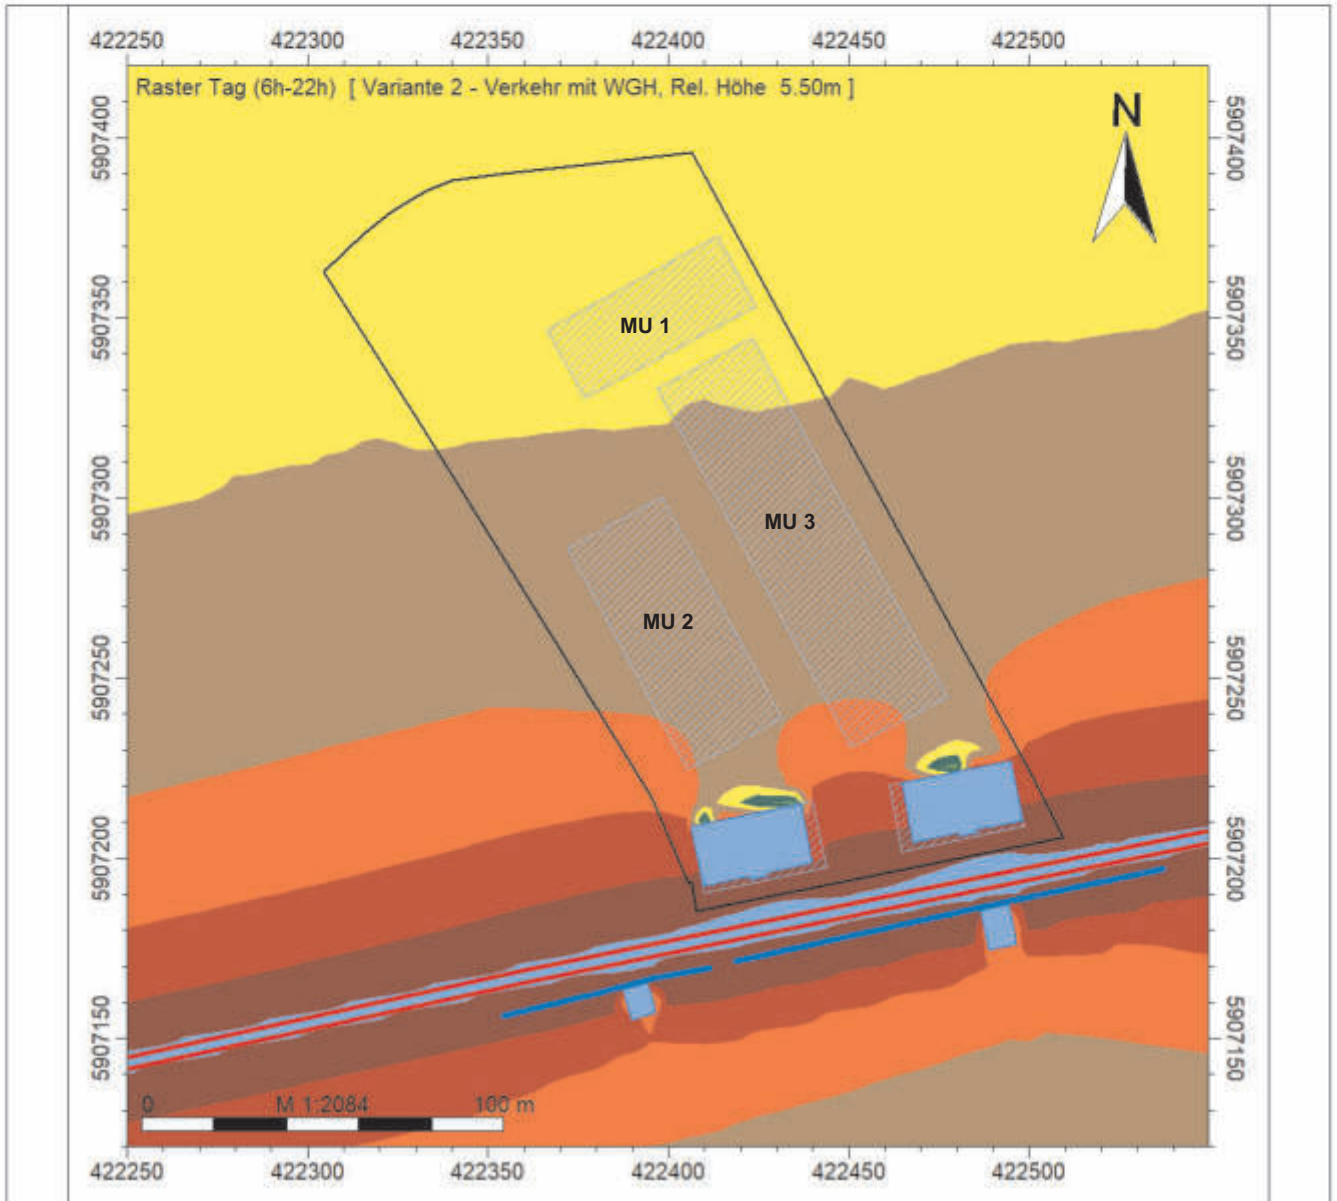 422250 422300 422350 422400 422450 422500
Raster Tag (6h-22h) [ Variante 2 - Verkehr mit WGH, Rel. Höhe 5.50m ]
N
5907400 5907400
5907350 5907350
MU 1
5907300 5907300
MU 3
MU 2
5907250 5907250
5907200 5907200
5907150 5907150
0 M 1:2084 100 m
422250 422300 422350 422400 422450 422500